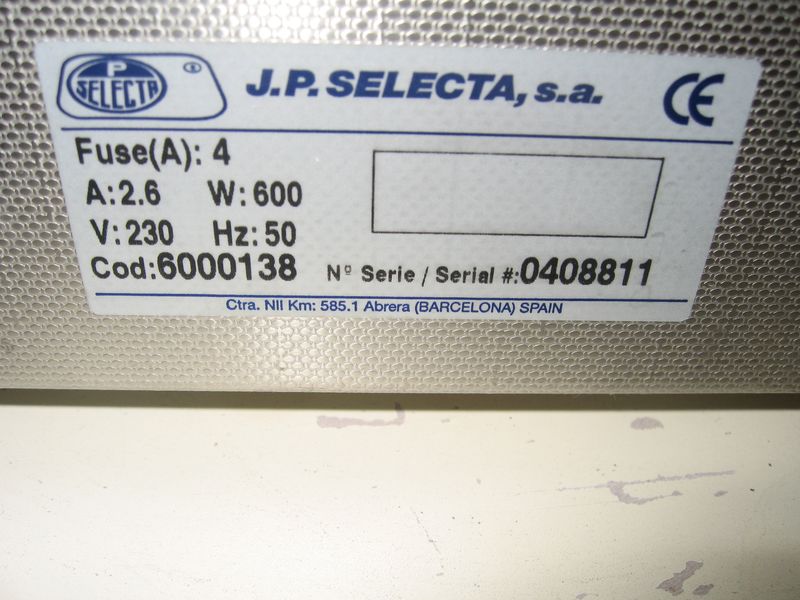 P
SELECTA
J.P. SELECTA, s.a.
CE
Fuse(A): 4
A: 2.6 W: 600
V: 230 Hz: 50
Cod: 6000138 Nº Serie / Serial #: 0408811
Ctra. NII Km: 585.1 Abrera (BARCELONA) SPAIN